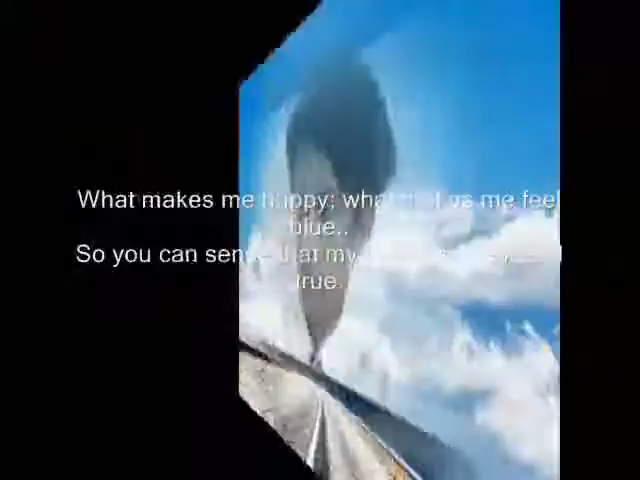 What makes me happy; what makes me feel
blue..
So you can sense that my
true.